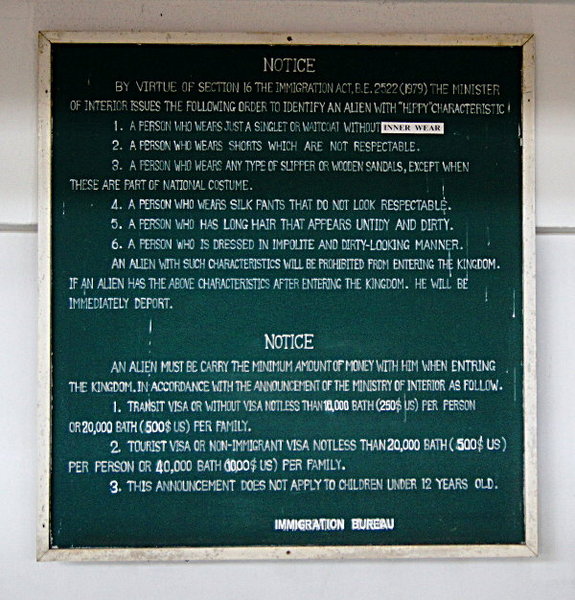 NOTICE
BY VIRTUE OF SECTION 16 THE IMMIGRATION ACT, B.E. 2522 (1979) THE MINISTER
OF INTERIOR ISSUES THE FOLLOWING ORDER TO IDENTIFY AN ALIEN WITH "HIPPY" CHARACTERISTIC
1. A PERSON WHO WEARS JUST A SINGLET OR WAITCOAT WITHOUT INNER WEAR
2. A PERSON WHO WEARS SHORTS WHICH ARE NOT RESPECTABLE.
3. A PERSON WHO WEARS ANY TYPE OF SLIPPER OR WOODEN SANDALS, EXCEPT WHEN
THESE ARE PART OF NATIONAL COSTUME.
4. A PERSON WHO WEARS SILK PANTS THAT DO NOT LOOK RESPECTABLE.
5. A PERSON WHO HAS LONG HAIR THAT APPEARS UNTIDY AND DIRTY.
6. A PERSON WHO IS DRESSED IN IMPOLITE AND DIRTY-LOOKING MANNER.
AN ALIEN WITH SUCH CHARACTERISTICS WILL BE PROHIBITED FROM ENTERING THE KINGDOM.
IF AN ALIEN HAS THE ABOVE CHARACTERISTICS AFTER ENTERING THE KINGDOM. HE WILL BE
IMMEDIATELY DEPORT.
NOTICE
AN ALIEN MUST BE CARRY THE MINIMUM AMOUNT OF MONEY WITH HIM WHEN ENTRING
THE KINGDOM. IN ACCORDANCE WITH THE ANNOUNCEMENT OF THE MINISTRY OF INTERIOR AS FOLLOW.
1. TRANSIT VISA OR WITHOUT VISA NOTLESS THAN 10,000 BATH (250$ US) PER PERSON
OR 20,000 BATH (500$ US) PER FAMILY.
2. TOURIST VISA OR NON-IMMIGRANT VISA NOTLESS THAN 20,000 BATH (500$ US)
PER PERSON OR 40,000 BATH (1000$ US) PER FAMILY.
3. THIS ANNOUNCEMENT DOES NOT APPLY TO CHILDREN UNDER 12 YEARS OLD.
IMMIGRATION BUREAU